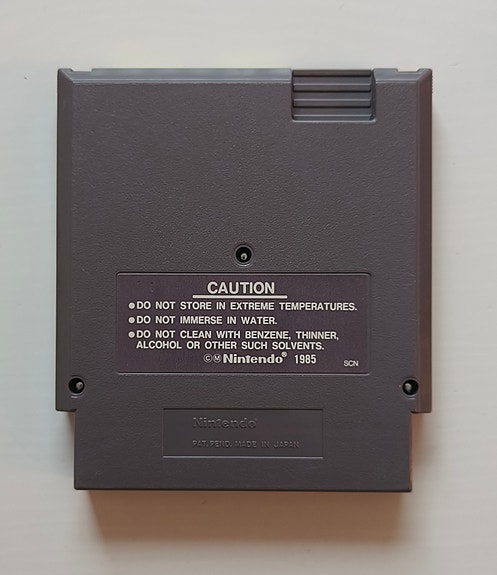 CAUTION
●DO NOT STORE IN EXTREME TEMPERATURES.
●DO NOT IMMERSE IN WATER.
●DO NOT CLEAN WITH BENZENE, THINNER,
ALCOHOL OR OTHER SUCH SOLVENTS.
©Ⓜ Nintendo® 1985
SCN
Nintendo
PAT. PEND. MADE IN JAPAN